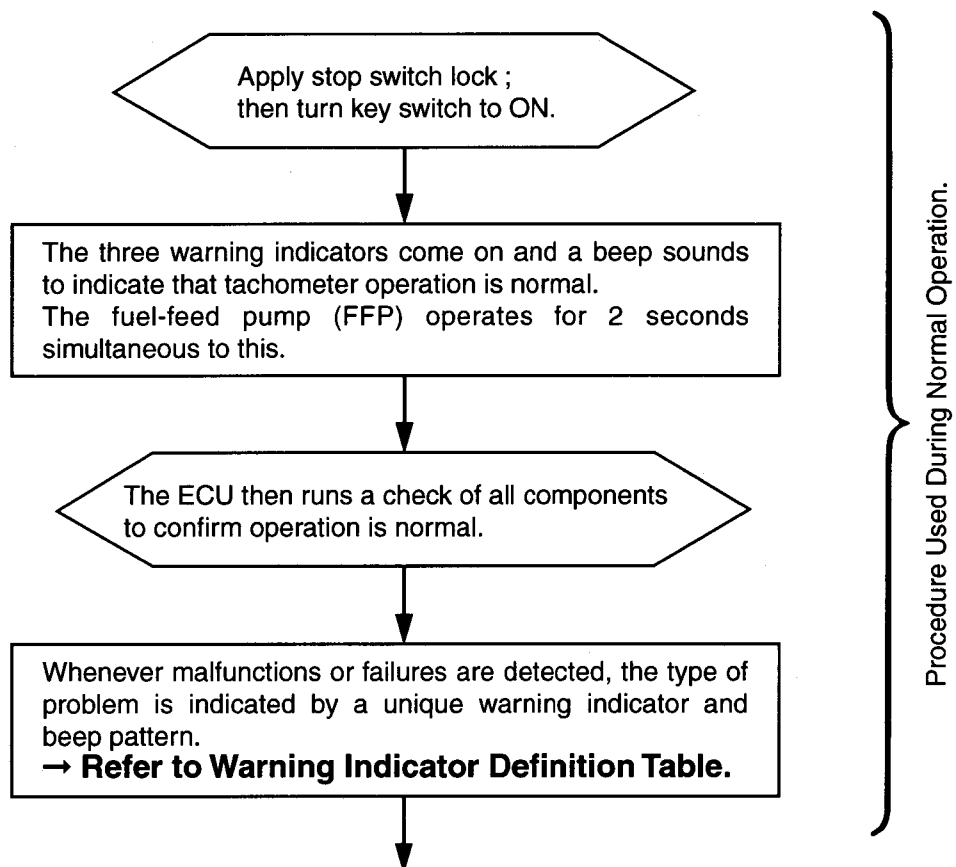 Apply stop switch lock ;
then turn key switch to ON.
The three warning indicators come on and a beep sounds
to indicate that tachometer operation is normal.
The fuel-feed pump (FFP) operates for 2 seconds
simultaneous to this.
The ECU then runs a check of all components
to confirm operation is normal.
Whenever malfunctions or failures are detected, the type of
problem is indicated by a unique warning indicator and
beep pattern.
→ Refer to Warning Indicator Definition Table.
Procedure Used During Normal Operation.